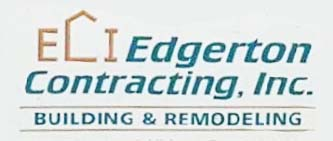 ECI Edgerton
Contracting, Inc.
BUILDING & REMODELING